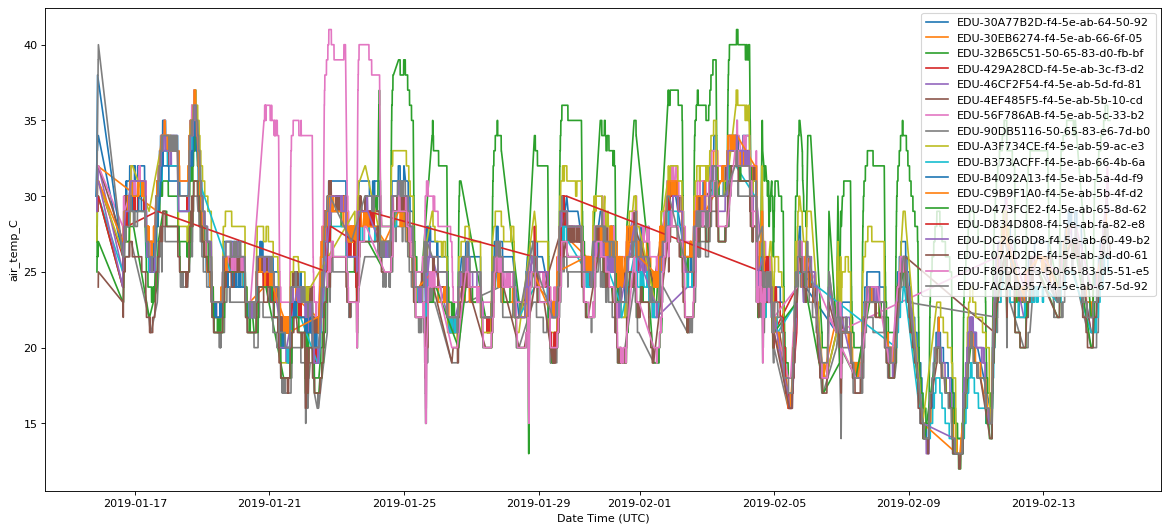 EDU-30A77B2D-f4-5e-ab-64-50-92
EDU-30EB6274-f4-5e-ab-66-6f-05
EDU-32B65C51-50-65-83-d0-fb-bf
EDU-429A28CD-f4-5e-ab-3c-f3-d2
EDU-46CF2F54-f4-5e-ab-5d-fd-81
EDU-4EF485F5-f4-5e-ab-5b-10-cd
EDU-56F786AB-f4-5e-ab-5c-33-b2
EDU-90DB5116-50-65-83-e6-7d-b0
EDU-A3F734CE-f4-5e-ab-59-ac-e3
EDU-B373ACFF-f4-5e-ab-66-4b-6a
EDU-B4092A13-f4-5e-ab-5a-4d-f9
EDU-C9B9F1A0-f4-5e-ab-5b-4f-d2
EDU-D473FCE2-f4-5e-ab-65-8d-62
EDU-D834D808-f4-5e-ab-fa-82-e8
EDU-DC266DD8-f4-5e-ab-60-49-b2
EDU-E074D2DE-f4-5e-ab-3d-d0-61
EDU-F86DC2E3-50-65-83-d5-51-e5
EDU-FACAD357-f4-5e-ab-67-5d-92
40
35
30
25
20
15
air_temp_C
2019-01-17 2019-01-21 2019-01-25 2019-01-29 2019-02-01 2019-02-05 2019-02-09 2019-02-13
Date Time (UTC)